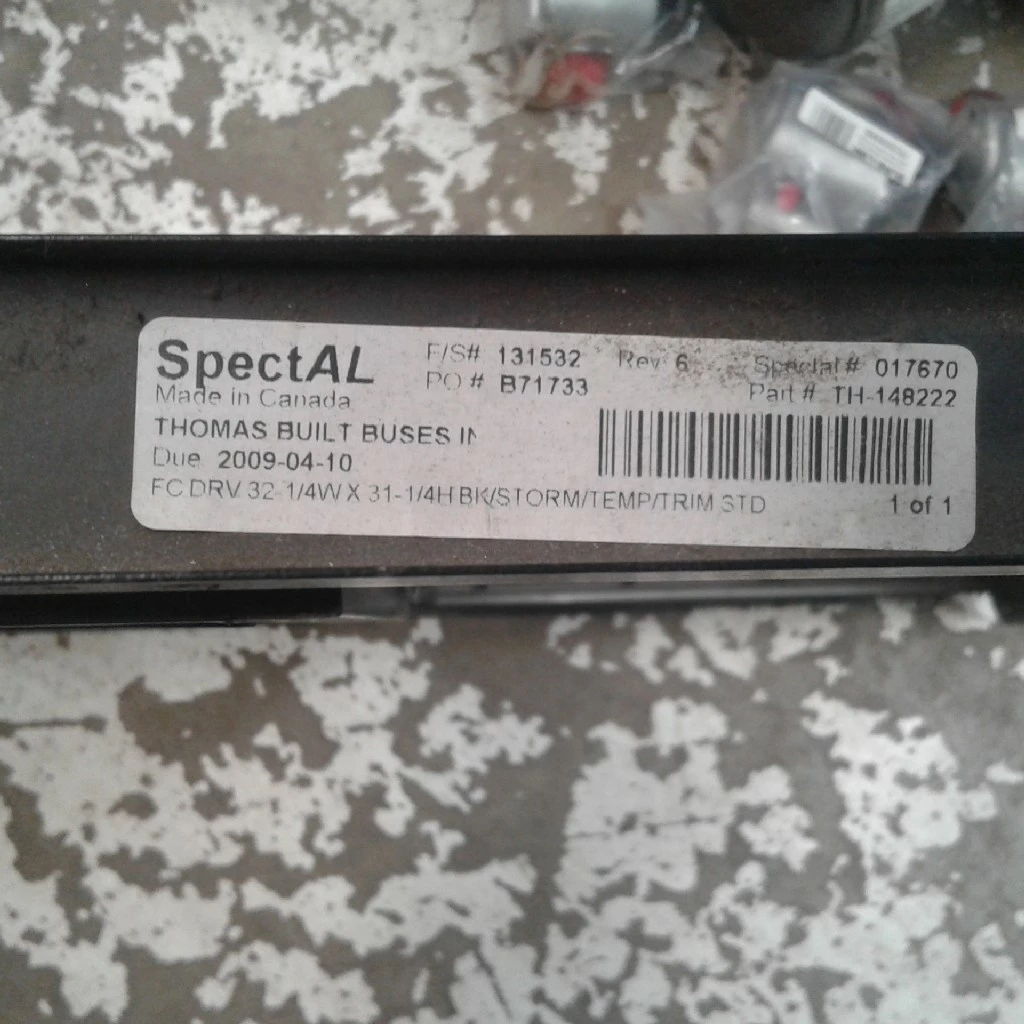 SpectAL
F/S# 131532 Rev 6 Special # 017670
Made in Canada
PO # B71733
Part # TH-148222
THOMAS BUILT BUSES IN
Due 2009-04-10
FC DRV 32-1/4W X 31-1/4H BK/STORM/TEMP/TRIM STD
1 of 1